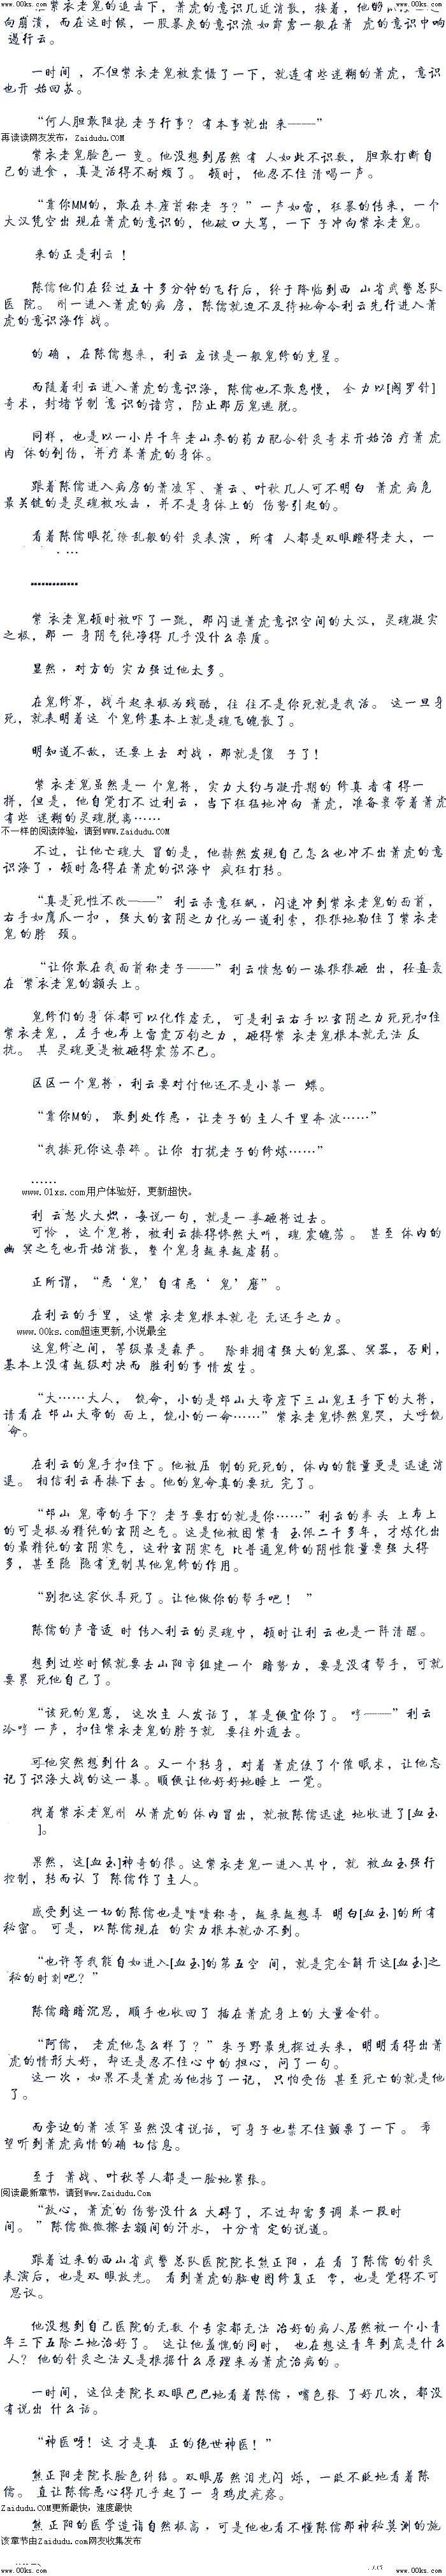 www.00ks.com www.00ks.com
紫衣老鬼的追击下，萧虎的意识几近消散，接着，他的
向崩溃，而在这时候，一股暴戾的意识流如霹雳一般在萧 虎的意识中响
遏行云。
一时间，不但紫衣老鬼被震慑了一下，就连有些迷糊的萧虎，意识
也开 始回苏。
“何人胆敢阻挠 老子行事？有本事就出 来——”
再读读网友发布，Zaidudu.COM
紫衣老鬼脸色一 变。他没想到居然有 人如此不识数，胆敢打断自
己的进食，真是活得不耐烦了。 顿时，他忍不住 清喝一声。
“靠你MM的，敢在本座前称老 子？”一声如雷，狂暴的传来，一个
大汉凭空出 现在萧虎的意识的，他破口大骂，一下 子冲向紫衣老鬼。
来的正是利云！
陈儒他们在经过五十多分钟的飞行后，终于降临到西 山省武警总队
医 院。 刚一进入萧虎的病 房，陈儒就迫不及待地命令利云先行进入萧
虎的意识海作 战。
的 确，在陈儒想来，利云 应该是一般鬼修的克星。
而随着利云进入萧虎的意识海，陈儒也不敢怠慢， 全 力 以[阎罗针]
奇术，封堵节制 意 识的诸窍，防止那厉鬼逃 脱。
同样，也是以一小片千年老山参的药力配合针灸奇术开始治 疗萧虎
肉 体的创伤，并疗养萧虎的身体。
跟着陈儒进入病房的萧凌军、萧云、叶秋几人可不明白 萧虎病危
最关键的是灵魂被攻击，并不是身体上的 伤势引起的。
看着陈儒眼花缭乱般的针 灸表演，所有 人都是双眼瞪得老大，一
．．．
．．．．．．．．．．．．．
紫 衣老鬼顿时被吓了一跳，那闪进萧虎意识空间的大汉，灵魂凝实
之极，那 一 身阴气纯净得 几乎没什么杂质。
显然，对方的 实力强过他太多。
在鬼修界，战斗起来极为残酷，往 往不是你死就是我活。 这一旦身
死，就表明着这 个鬼修基本上就是魂飞魄散了。
明知道不敌，还要上去 对战，那就是傻 子了！
紫 衣老鬼虽然是一个鬼将，实力大约与凝丹期的 修真 者有 得一
拼，但是，他自觉打不 过利云，当下狂猛地冲向 萧虎，准备裹带着萧虎
有些 迷糊的灵魂脱离……
不一样的阅读体验，请到WWW.Zaidudu.COM
不过，让他亡魂大 冒的是，他赫然发现自己怎么也冲不出萧虎的意
识海了，顿时急得在萧虎的识海中 疯狂打转。
“真是死性不改——” 利云杀意狂飙，闪速冲到紫衣老鬼的面前，
右手如鹰爪一扣，强大的玄阴之力化为一道利索，狠狠地勒住了紫衣老
鬼 的脖 颈。
“让你敢在我面前称老子——”利云愤怒的一凑狠狠砸 出，径直轰
在 紫衣老鬼的额头上。
鬼修们的身 体都可以化作虚无，可是利云右手以玄阴之力死死扣住
紫衣老鬼，左手也布上雷霆万钧之力，砸得紫 衣老鬼根本就无法 反
抗。 其 灵魂更是被砸得震荡不已。
区区一个鬼将，利云要对付他还不是小菜一 蝶。
“靠你M的， 敢到处作恶，让老子的主人千里奔 波……”
“我揍死你这杂碎。让你 打扰老子的修炼……”
……
www.01xs.com用户体验好，更新超快。
利 云怒火大炽，每说一句，就是一拳砸将过去。
可怜 ，这个鬼将，被利云揍得惨然大叫，魂 震魄荡。 甚至 体内的
幽 冥之气也开始消散，整个鬼身越来越虚弱。
正所谓，“恶‘鬼’自有恶‘ 鬼’磨”。
在利云的手里，这紫衣老鬼根本就 毫 无还手之力。
www.00ks.com超速更新,小说最全
这鬼修之间，等级最是森严。 除非拥有强大的鬼器、冥器，否则，
基本上没有越级对决而 胜利的 事情 发生。
“大……大人， 饶命，小的是邙山大帝座下三山鬼王手下的大将，
请看在 邙山大帝的 面上，饶小的一命……”紫衣老鬼惨然鬼哭，大呼饶
命。
在利云的鬼手扣住下。他被压 制的死死的，体内的能量更是 迅速消
退。 相信利云再揍下去。他的鬼命真的要玩 完了。
“邙山 鬼 帝的手下？老子要打的就是你……”利云的拳头 上布上
的可是极为精纯的玄阴之气。这是他被困紫青 玉佩二千多年，才炼化出
的最精纯的玄阴寒气，这种玄阴寒气 比普通鬼修的阴性能量要强大得
多，甚至隐 隐有克制其他鬼修的作用。
“别把这家伙弄死了。让他做你的帮手吧！ ”
陈儒的声音适 时 传入利云的灵魂中，顿时让利 云也是一阵清醒。
想到过些时候就要去山阳市组建一个 暗势力，要是没有帮手，可就
要累 死他自己了。
“该死的鬼崽，这次主 人发话了，算是便宜你了。 哼——”利云
冷哼 一声，扣住紫衣老鬼的脖子就 要往外遁去。
可他突然想到什么。又一个转身，对着 萧虎使了个催 眠术，让他忘
记了识海大战的这一幕。顺便让他好好地睡上 一觉。
拽着紫衣老鬼刚 从萧虎的体内冒出，就被陈儒迅速 地收进了[血玉
]。
果然，这[血玉]神奇的很。这紫衣老鬼一进入其中，就 被血玉强行
控制，转而认 了 陈儒作了主人。
感受到这一切的陈儒也是啧啧称奇，越来越想弄 明白[血玉]的所有
秘密。 可是，以陈儒现在 的实力根本就办不到。
“也许等我能自如进入[血玉]的第五空 间，就是完全解开这[血玉]之
秘的时刻吧？”
陈儒暗暗沉思，顺手也收回了 插在萧虎身上的大量金针。
“阿儒， 老虎他怎么样了？”朱子野最先探过头来，明明看得出萧
虎的情形大好，却还是忍不住心中的 担心，问了一句。
这一次，如果不是萧虎为他挡了一记，只怕受伤 甚至死亡的就是他
了。
而旁边的萧 凌军虽然没有说话，可身子也禁不住颤栗了一下。 希
望听到萧虎病情的确 切信息。
至于 萧战、叶秋等人都是一脸地紧张。
阅读最新章节，请到Www.Zaidudu.Com
“放心，萧虎的 伤势没什么 大碍了，不过却需多调 养一段时
间。”陈儒微微擦去额间的汗水，十分肯 定的说道。
跟着过来的西山省武警 总队医院院长熊正阳，在 看 了陈儒 的针灸
表演后，也是双 眼放光。 看到萧虎的脑电图修复正 常，也是 觉得不可
思议。
他没想到自己医院的无数 个专家都无法 治好的病人居然被一个小青
年三下五除二地治好了。 这让他羞愧的同时， 也在想这青年到底是什么
人？ 他的针灸之法又是根据什么原理来为萧虎治病的 。
一时间，这位老院长双眼巴巴地看着陈儒，嘴色张 了好几次，都没
有说出 什么话。
“神医呀！这 才是真 正的绝世神医！”
熊正阳老院长脸色纠结。双眼居 然泪光闪 烁，一眨不眨地看着陈
儒。 直让陈儒恶心得几乎起了一 身鸡皮疙瘩。
Zaidudu.COM更新最快，速度最快
熊 正阳的医学造诣自然极高，可是他也看不懂陈儒那神秘莫测的施
该章节由Zaidudu.com网友收集发布
www.00ks.com www.00ks.com